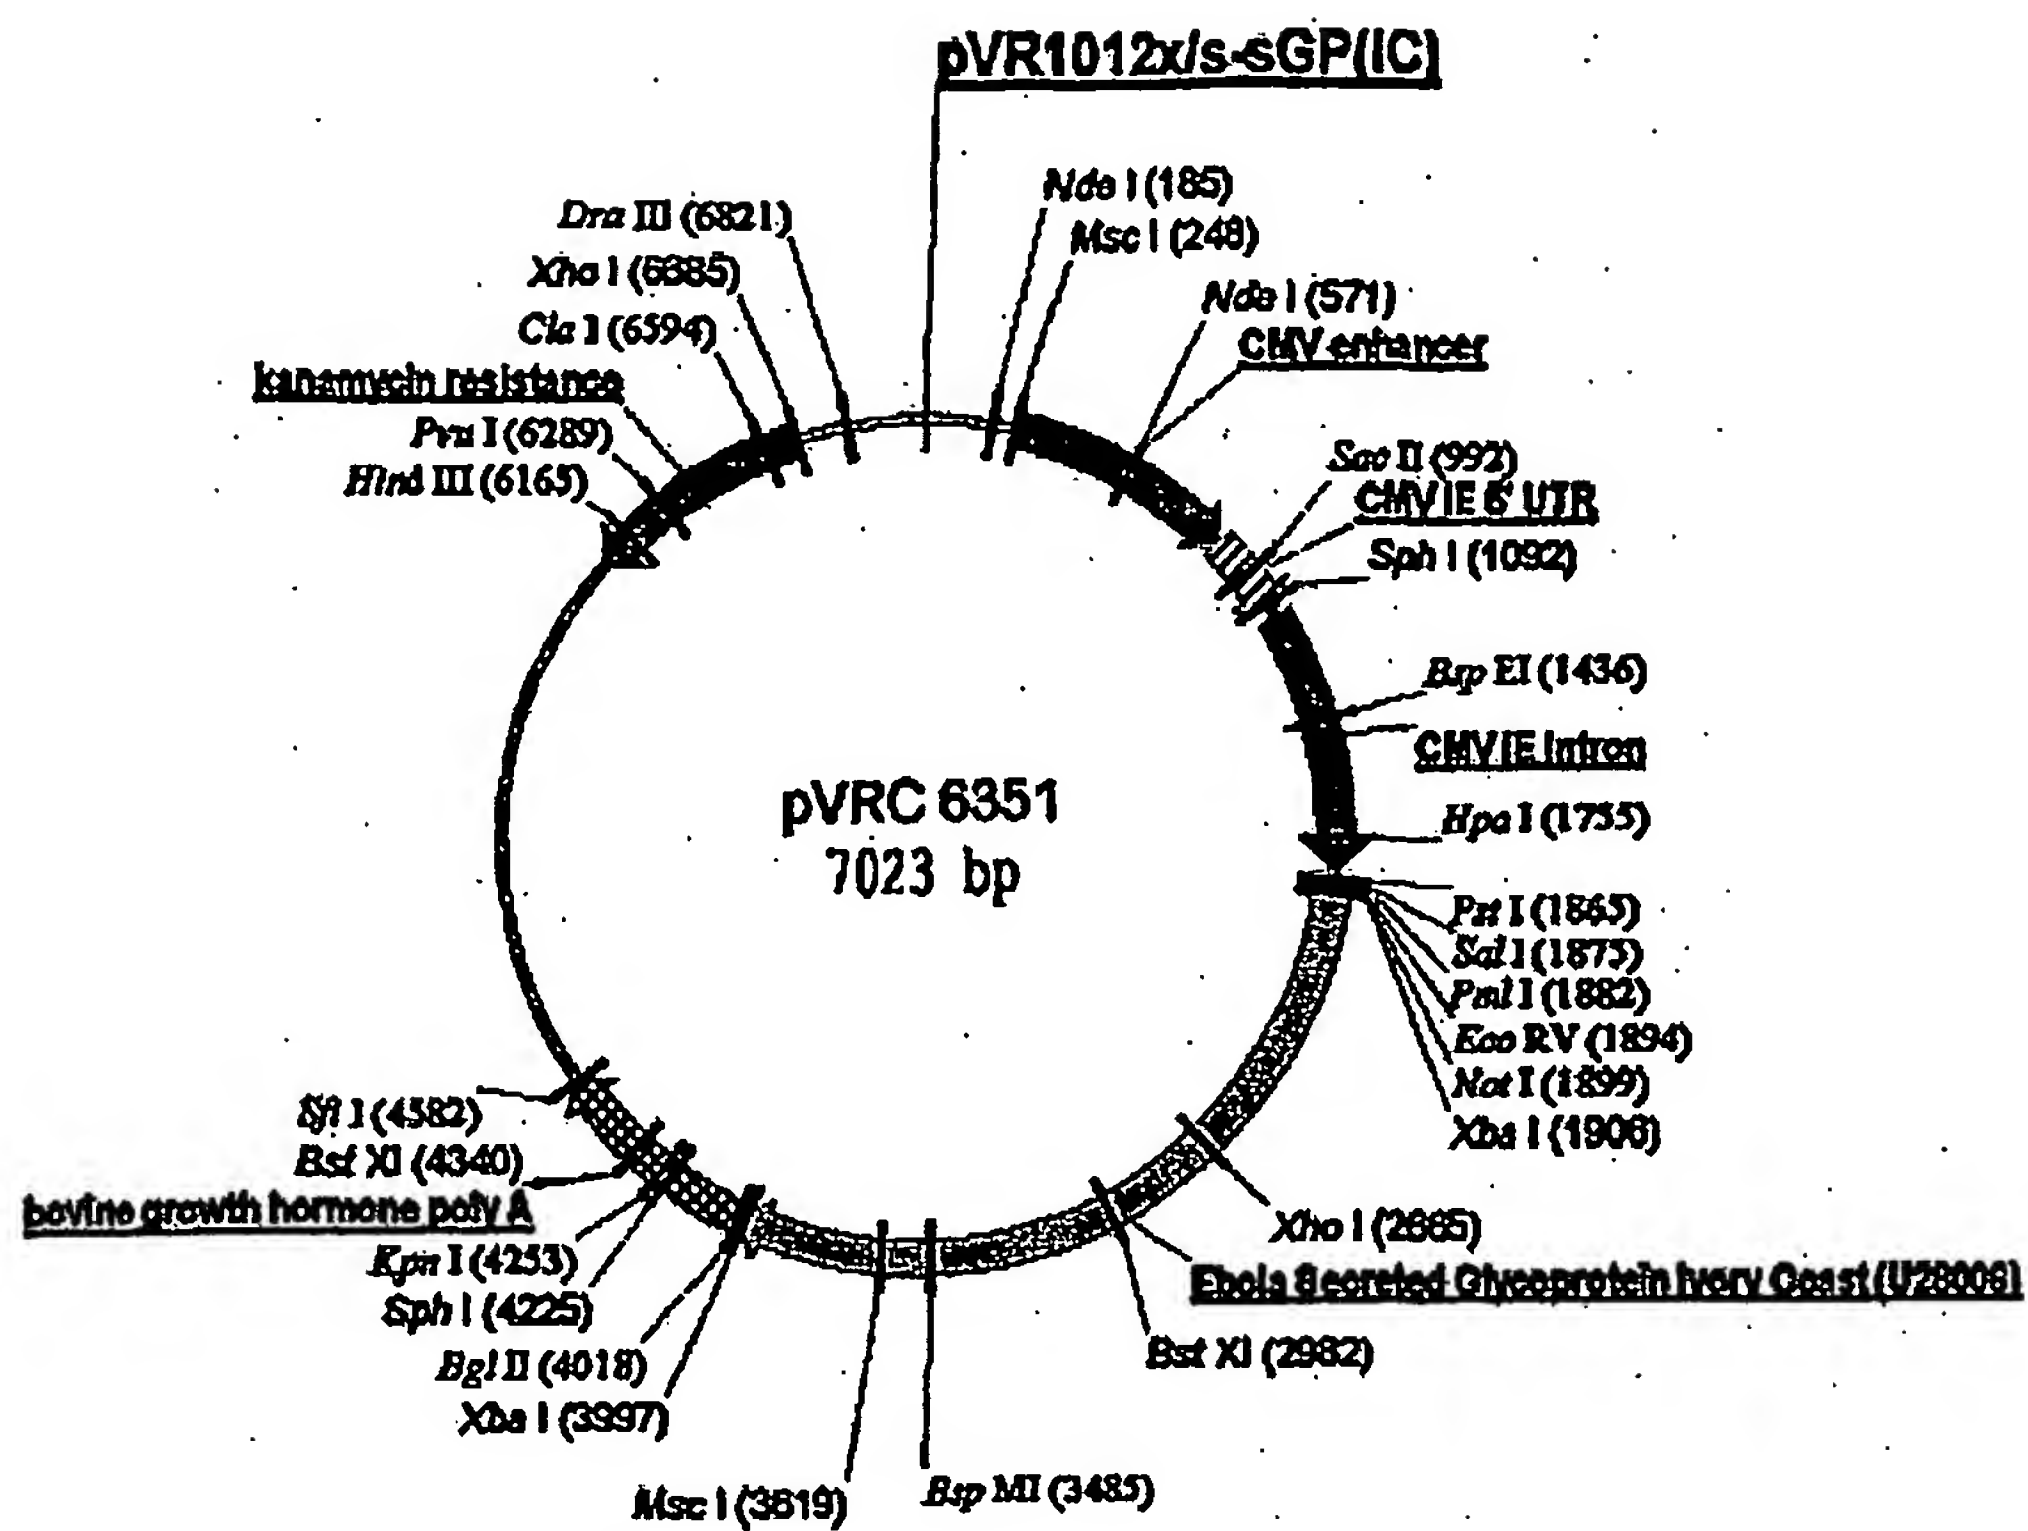 pVR1012x/s-sGP(IC)
Nde I (185)
Msc I (248)
Nde I (571)
CMV enhancer
Sac II (992)
CMV IE 5' UTR
Sph I (1092)
Bsp EI (1436)
CMV IE Intron
Hpa I (1755)
Pst I (1865)
Sal I (1875)
Pml I (1882)
Eco RV (1894)
Not I (1899)
Xba I (1906)
Xho I (2665)
Ebola Secreted Glycoprotein Ivory Coast (U28006)
Bst XI (2982)
Bsp MI (3485)
Msc I (3619)
Xba I (3997)
Bgl II (4018)
Sph I (4225)
Kpn I (4253)
bovine growth hormone poly A
Bst XI (4340)
Sfi I (4582)
Hind III (6165)
Pvu I (6289)
kanamycin resistance
Cla I (6594)
Xho I (6685)
Dra III (6821)
pVRC 6351
7023 bp